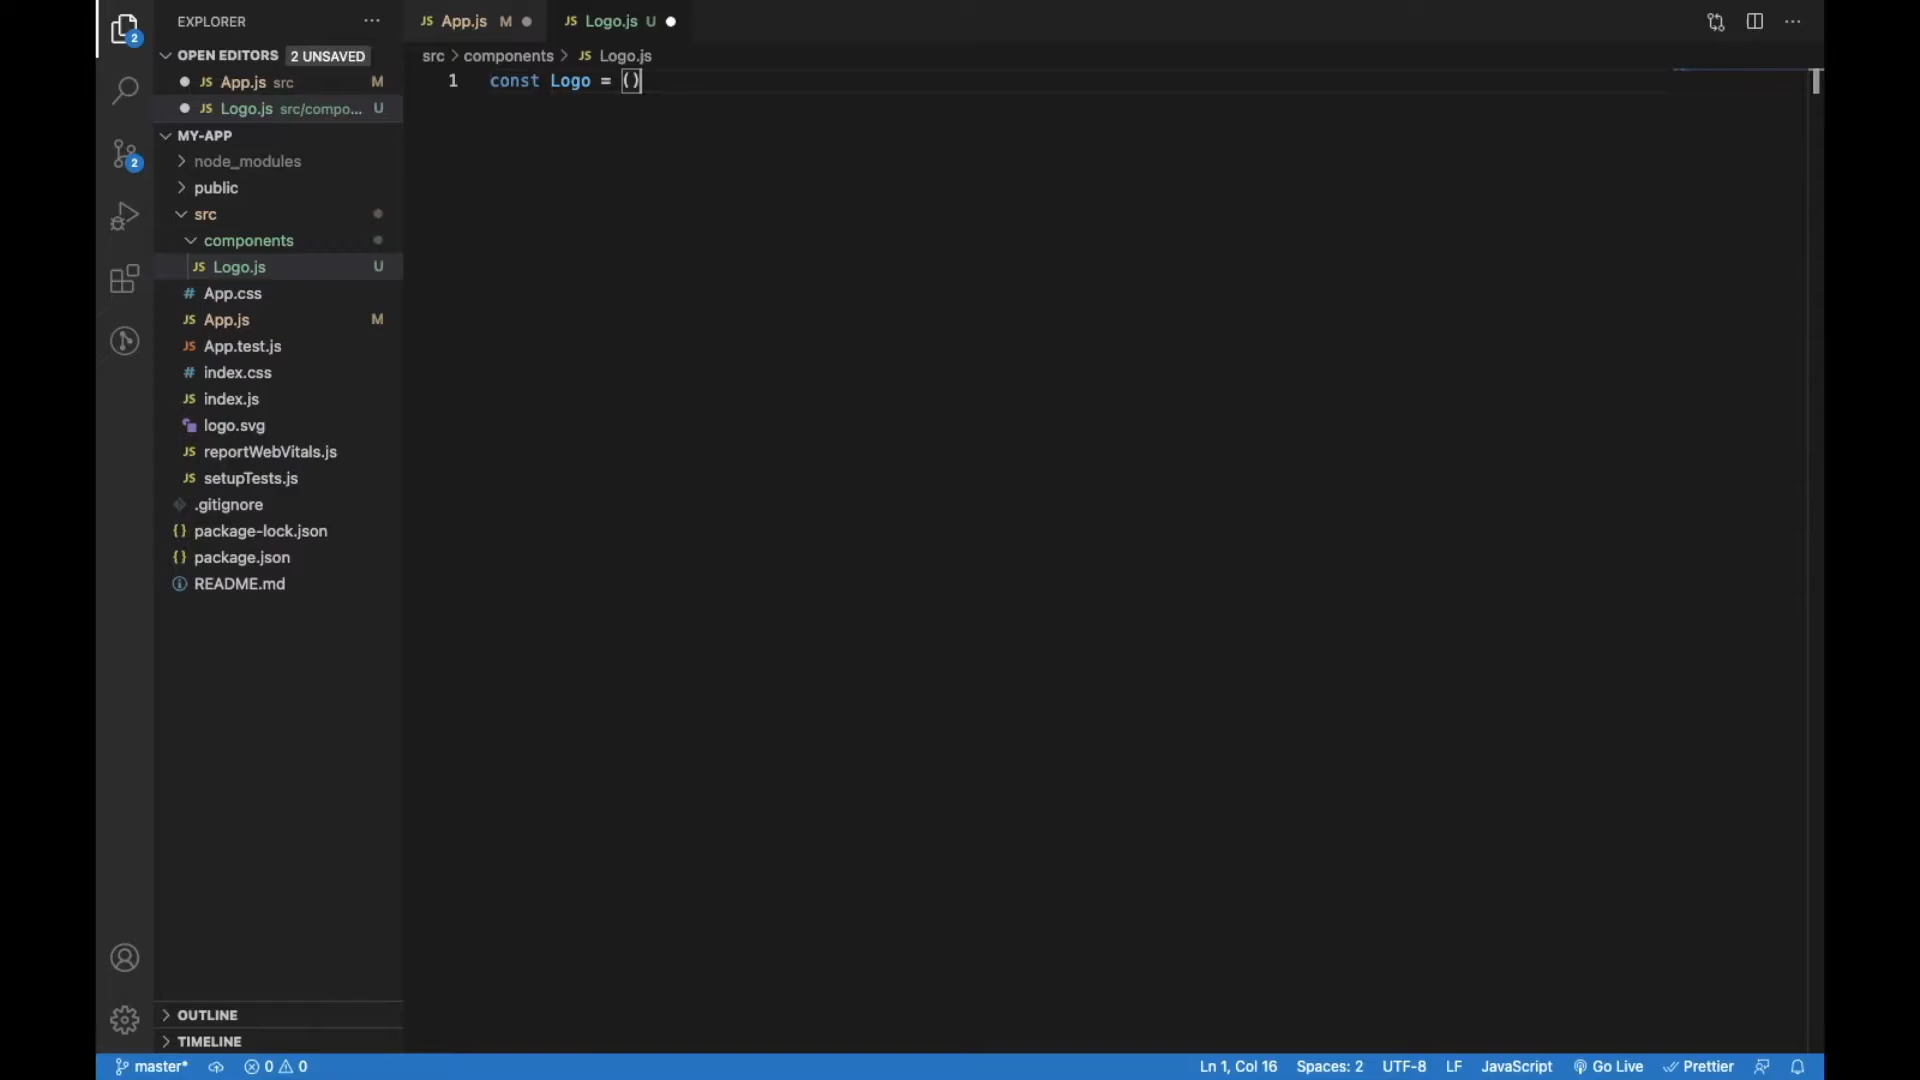 EXPLORER
OPEN EDITORS 2 UNSAVED
JS App.js src M
JS Logo.js src/compo... U
MY-APP
node_modules
public
src
components
JS Logo.js U
# App.css
JS App.js M
JS App.test.js
# index.css
JS index.js
logo.svg
JS reportWebVitals.js
JS setupTests.js
.gitignore
{} package-lock.json
{} package.json
README.md
OUTLINE
TIMELINE
2
2
JS App.js M
JS Logo.js U
src > components > JS Logo.js
1 const Logo = ()
master* 0 0 Ln 1, Col 16 Spaces: 2 UTF-8 LF JavaScript Go Live Prettier